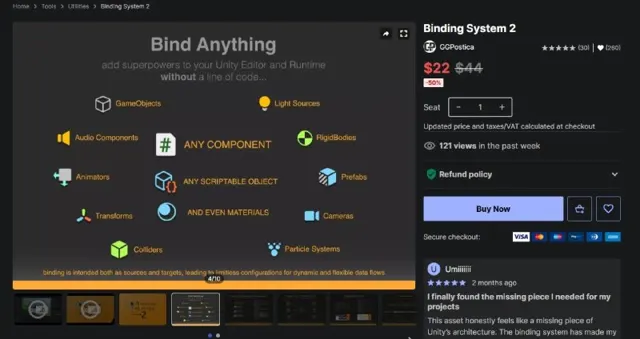 Home > Tools > Utilities > Binding System 2
Bind Anything
add superpowers to your Unity Editor and Runtime
without a line of code...
GameObjects
Light Sources
Audio Components
# ANY COMPONENT
RigidBodies
Animators
ANY SCRIPTABLE OBJECT
Prefabs
Transforms
AND EVEN MATERIALS
Cameras
Colliders
Particle Systems
binding is intended both as sources and targets, leading to limitless configurations for dynamic and flexible data flows
4/10
Binding System 2
GGPostica
★★★★★ (30) | ♥ (260)
$22 $44
-50%
Seat - 1 +
Updated price and taxes/VAT calculated at checkout
121 views in the past week
Refund policy
Buy Now
Secure checkout: VISA
U Umiiiiiii
★★★★★ 2 months ago
I finally found the missing piece I needed for my
projects
This asset honestly feels like a missing piece of
Unity's architecture. The binding system has made my